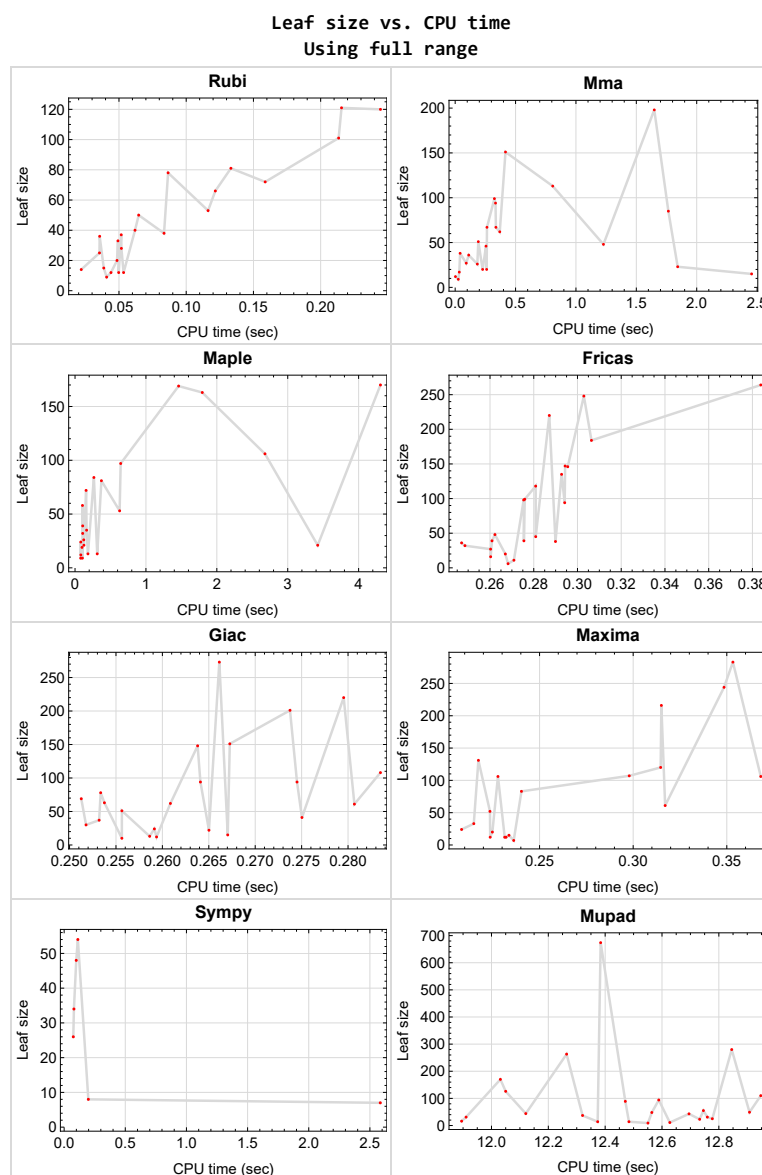 Leaf size vs. CPU time
Using full range
Rubi
120
100
80
60
40
20
0
Leaf size
0.05 0.10 0.15 0.20
CPU time (sec)
Mma
200
150
100
50
0
Leaf size
0.0 0.5 1.0 1.5 2.0 2.5
CPU time (sec)
Maple
150
100
50
0
Leaf size
0 1 2 3 4
CPU time (sec)
Fricas
250
200
150
100
50
0
Leaf size
0.26 0.28 0.30 0.32 0.34 0.36 0.38
CPU time (sec)
Giac
250
200
150
100
50
0
Leaf size
0.250 0.255 0.260 0.265 0.270 0.275 0.280
CPU time (sec)
Maxima
250
200
150
100
50
0
Leaf size
0.25 0.30 0.35
CPU time (sec)
Sympy
50
40
30
20
10
0
Leaf size
0.0 0.5 1.0 1.5 2.0 2.5
CPU time (sec)
Mupad
700
600
500
400
300
200
100
0
Leaf size
12.0 12.2 12.4 12.6 12.8
CPU time (sec)